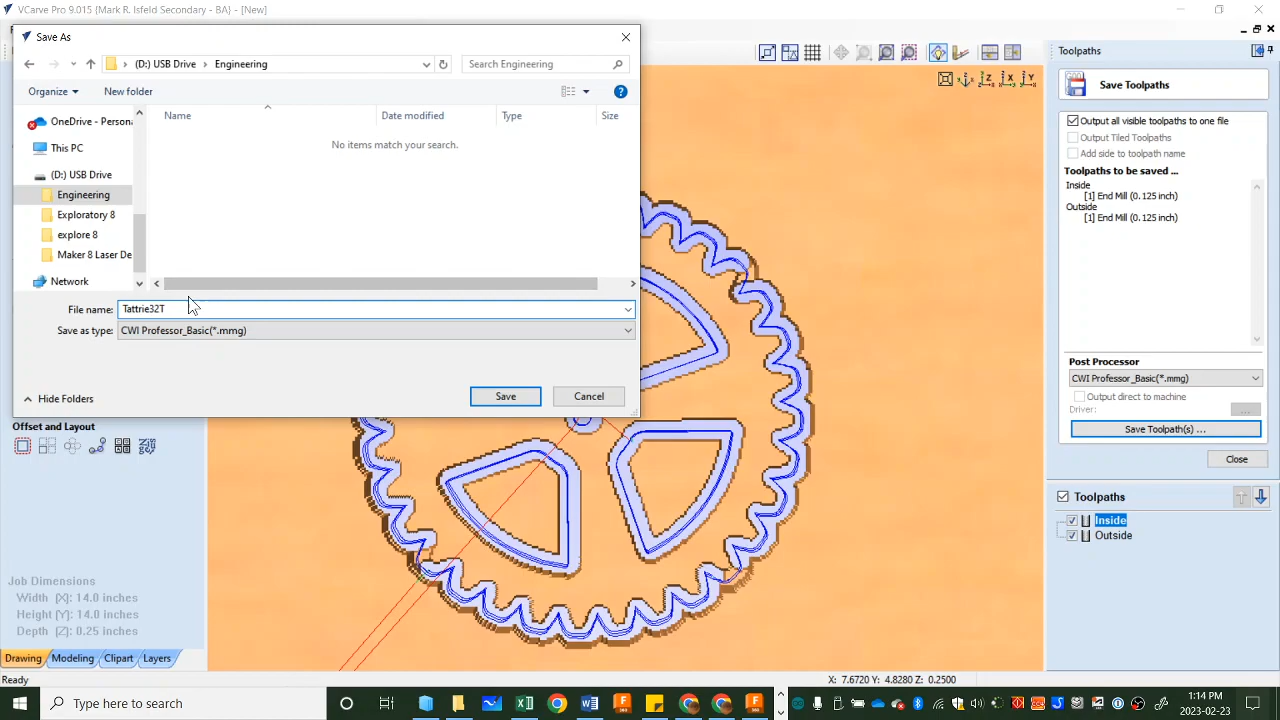 VCarve Pro 9.015 {Mark R. Isfeld Secondary - BA} - [New]
Save As
(D:) USB Drive
Engineering
Search Engineering
Organize
New folder
Name
Date modified
Type
Size
No items match your search.
OneDrive - Persona
This PC
(D:) USB Drive
Engineering
Exploratory 8
explore 8
Maker 8 Laser De
Network
File name:
Tattrie32T
Save as type:
CWI Professor_Basic(*.mmg)
Hide Folders
Save
Cancel
Offset and Layout
Job Dimensions
Width (X): 14.0 inches
Height (Y): 14.0 inches
Depth (Z): 0.25 inches
Drawing
Modeling
Clipart
Layers
Ready
X: 7.6720 Y: 4.8280 Z: 0.2500
Toolpaths
Save Toolpaths
Output all visible toolpaths to one file
Output Tiled Toolpaths
Add side to toolpath name
Toolpaths to be saved ...
Inside
[1] End Mill (0.125 inch)
Outside
[1] End Mill (0.125 inch)
Post Processor
CWI Professor_Basic(*.mmg)
Output direct to machine
Driver:
...
Save Toolpath(s) ...
Close
Toolpaths
Inside
Outside
Type here to search
1:14 PM
2023-02-23